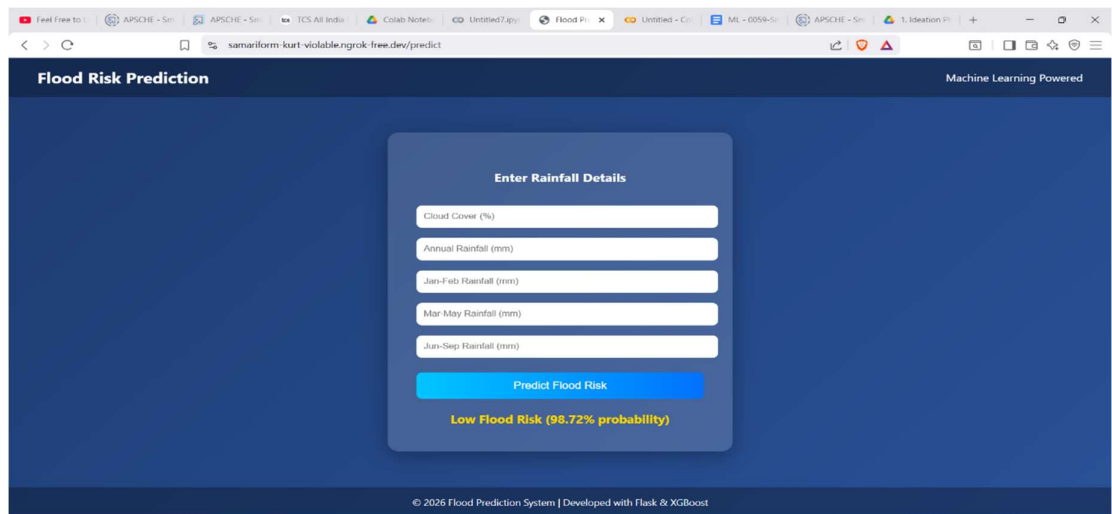 Feel Free to L
APSCHE - Sm
APSCHE - Sm
TCS All India
Colab Noteb
Untitled7.ipy
Flood Pr
Untitled - Co
ML - 0059-Se
APSCHE - Sm
1. Ideation Ph
samariform-kurt-violable.ngrok-free.dev/predict
Flood Risk Prediction
Machine Learning Powered
Enter Rainfall Details
Cloud Cover (%)
Annual Rainfall (mm)
Jan-Feb Rainfall (mm)
Mar-May Rainfall (mm)
Jun-Sep Rainfall (mm)
Predict Flood Risk
Low Flood Risk (98.72% probability)
© 2026 Flood Prediction System | Developed with Flask & XGBoost